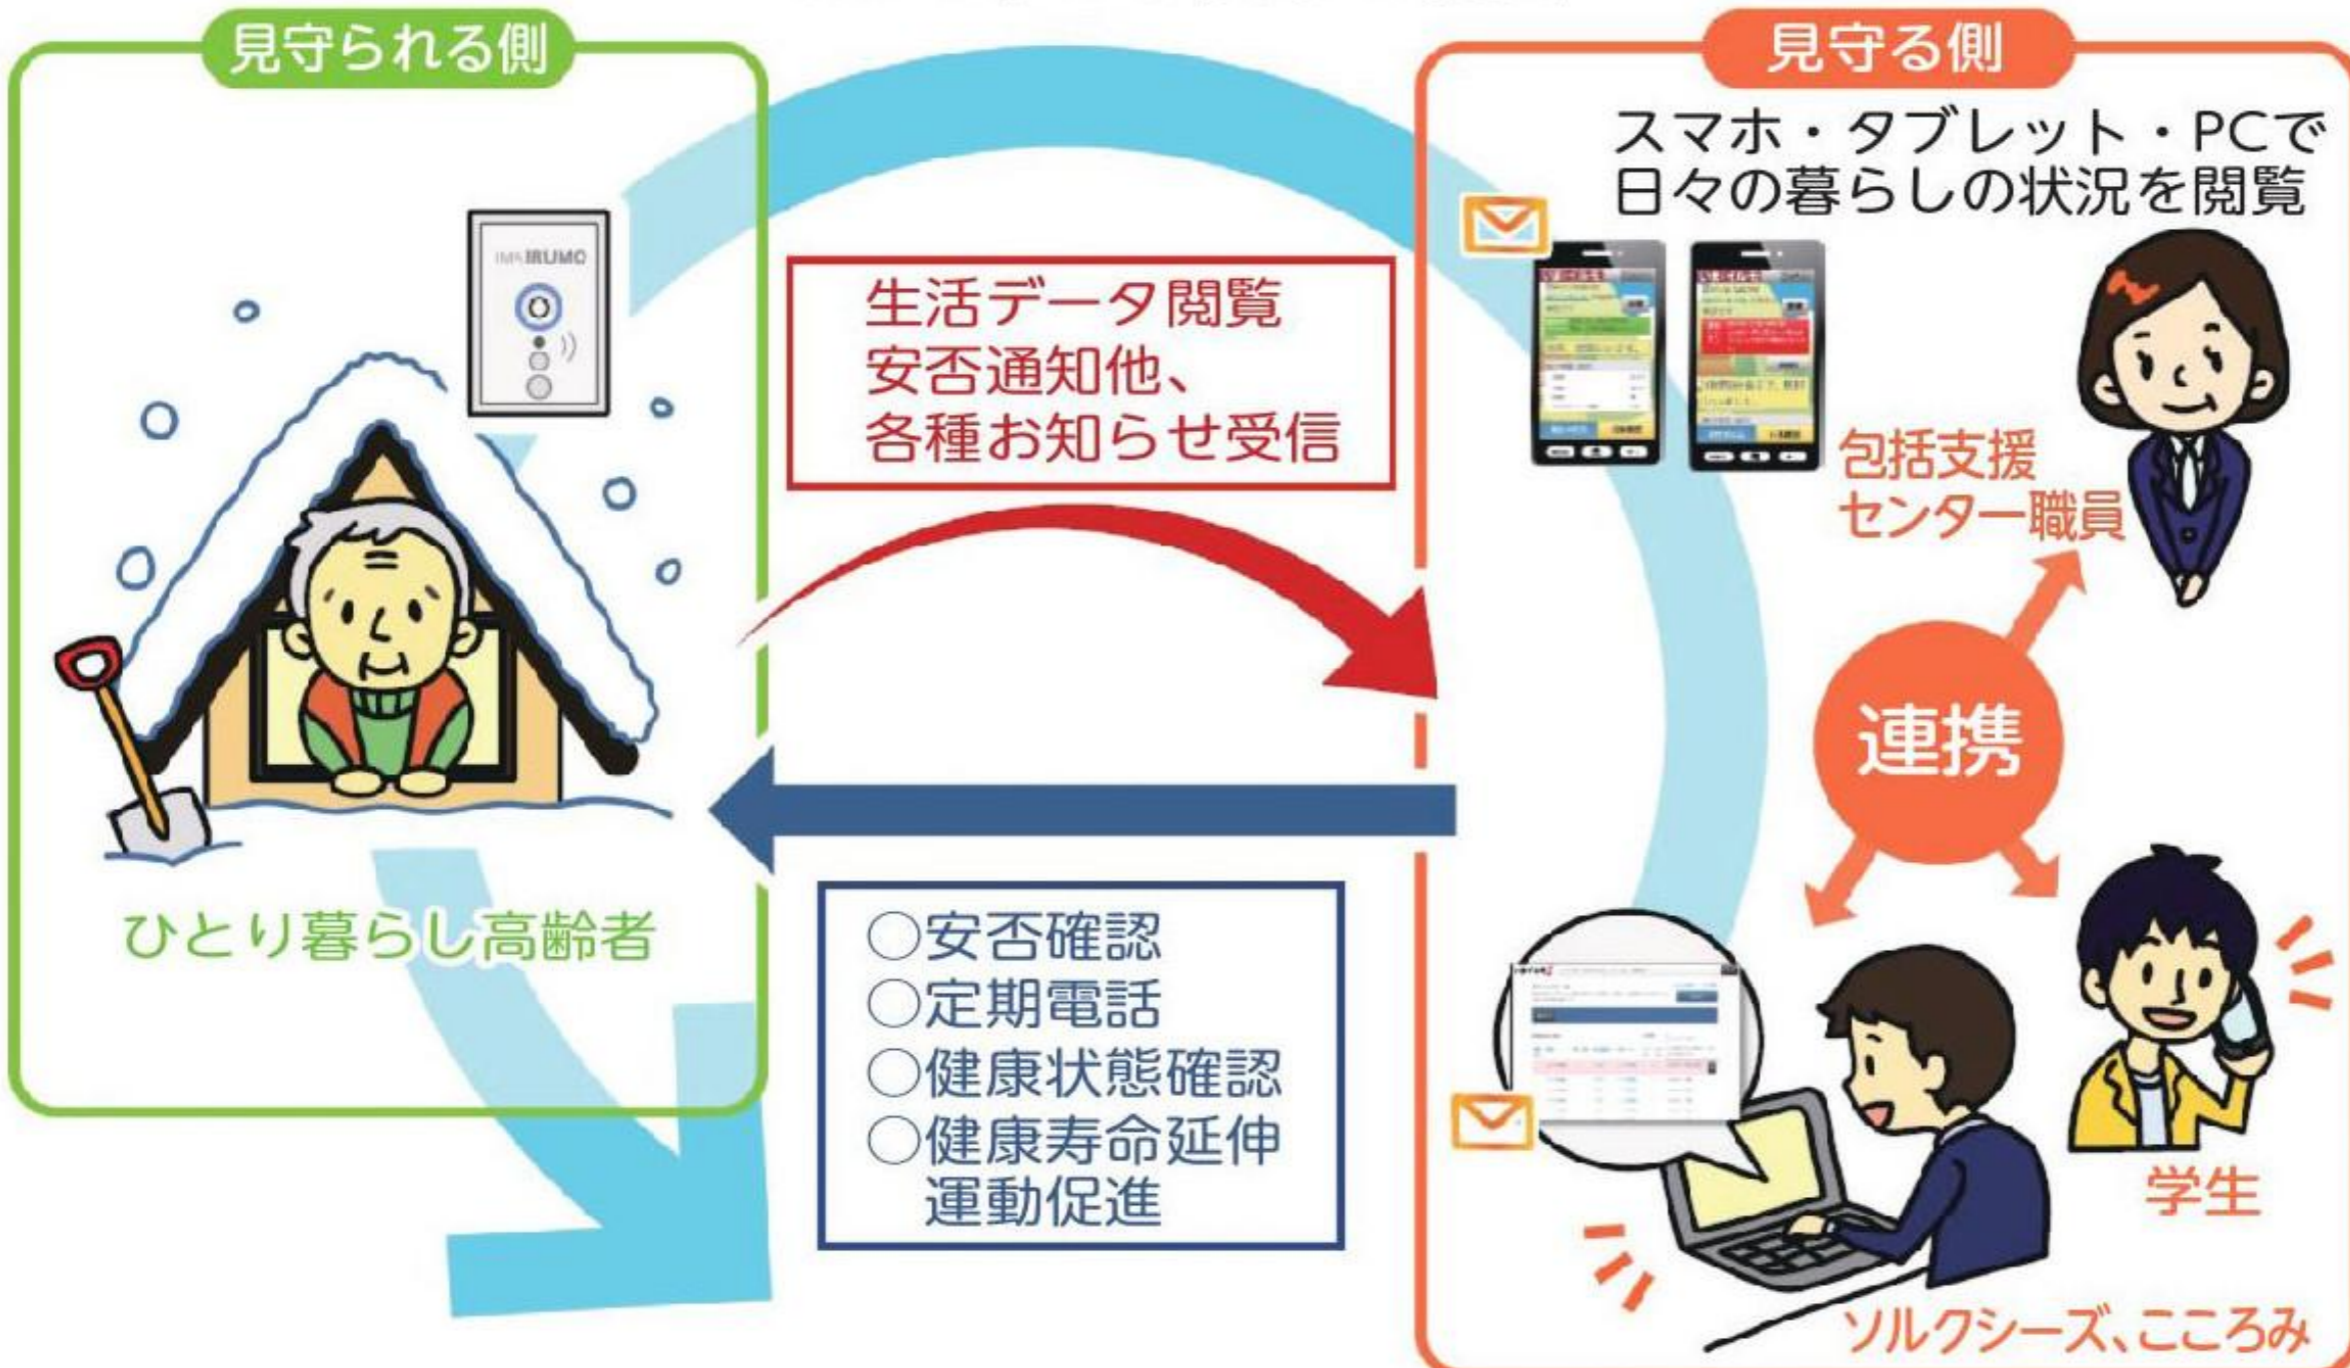 見守られる側
IMA IRUMO
ひとり暮らし高齢者
生活データ閲覧
安否通知他、
各種お知らせ受信
○安否確認
○定期電話
○健康状態確認
○健康寿命延伸
運動促進
見守る側
スマホ・タブレット・PCで
日々の暮らしの状況を閲覧
包括支援
センター職員
連携
学生
ソルクシーズ、こころみ